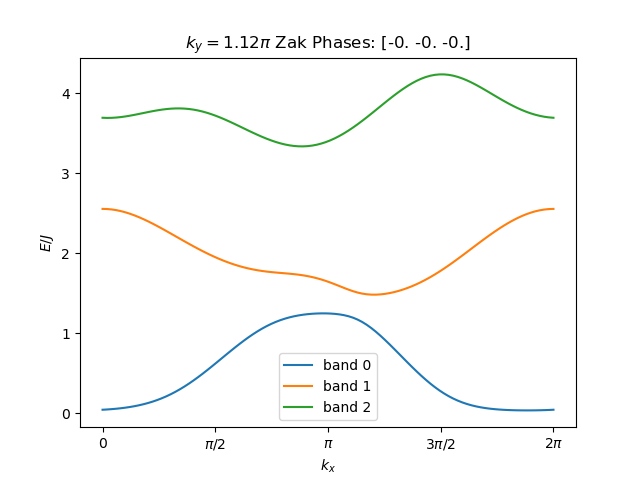 k_y = 1.12π Zak Phases: [-0. -0. -0.]
E/J
4
3
2
1
0
band 0
band 1
band 2
0 π/2 π 3π/2 2π
k_x